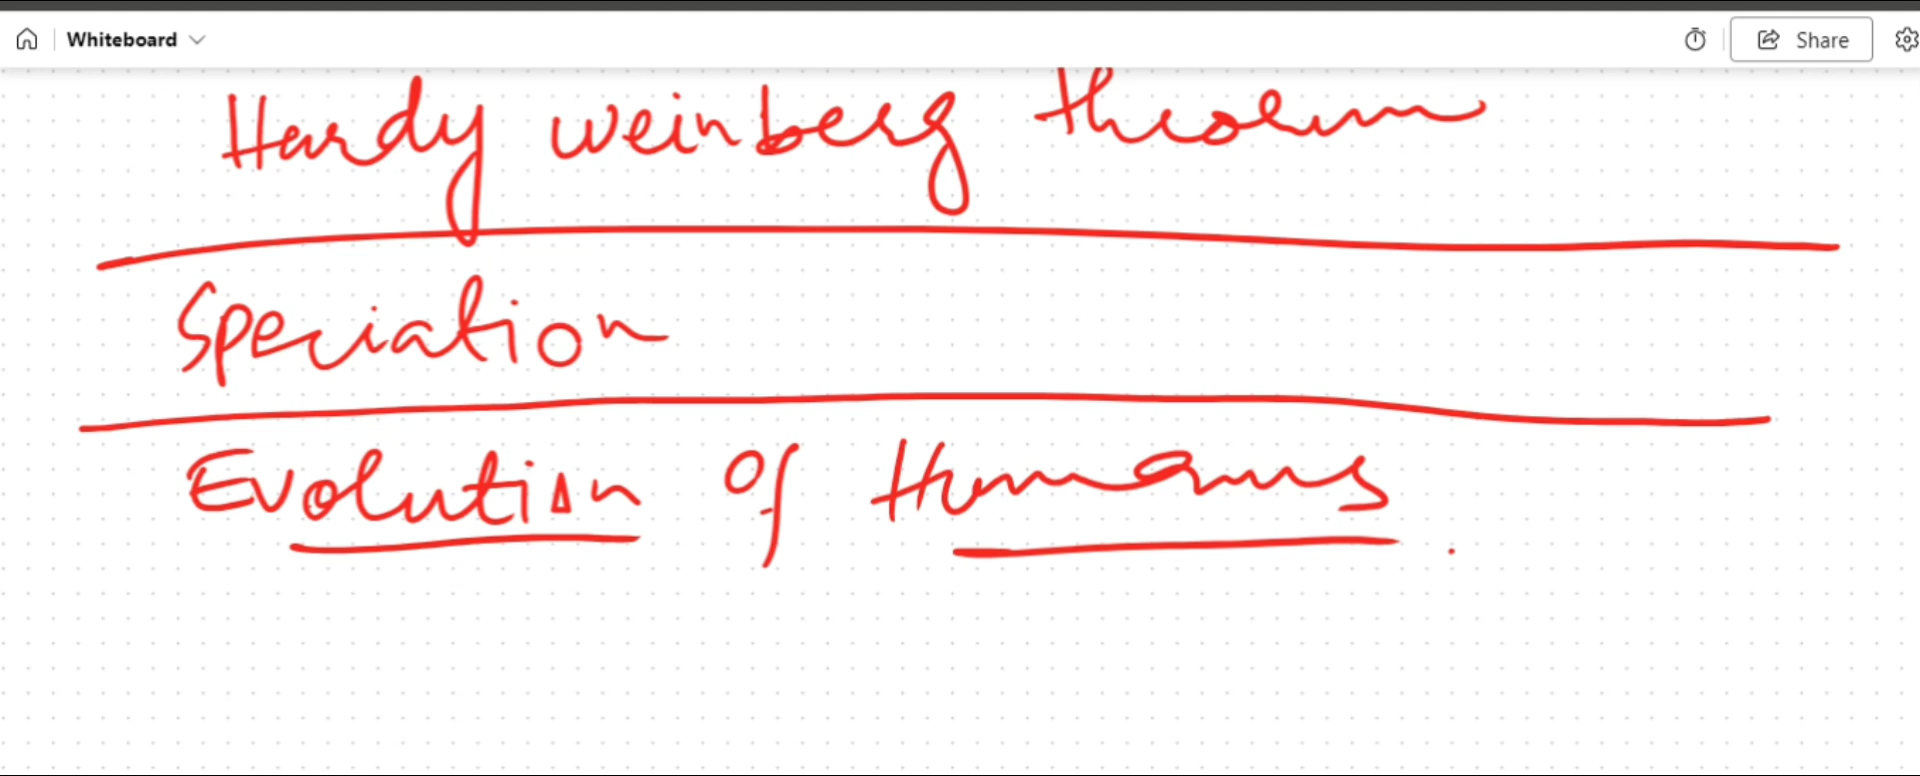 Whiteboard
Share
Hardy weinberg theorem
Speciation
Evolution of Humans.